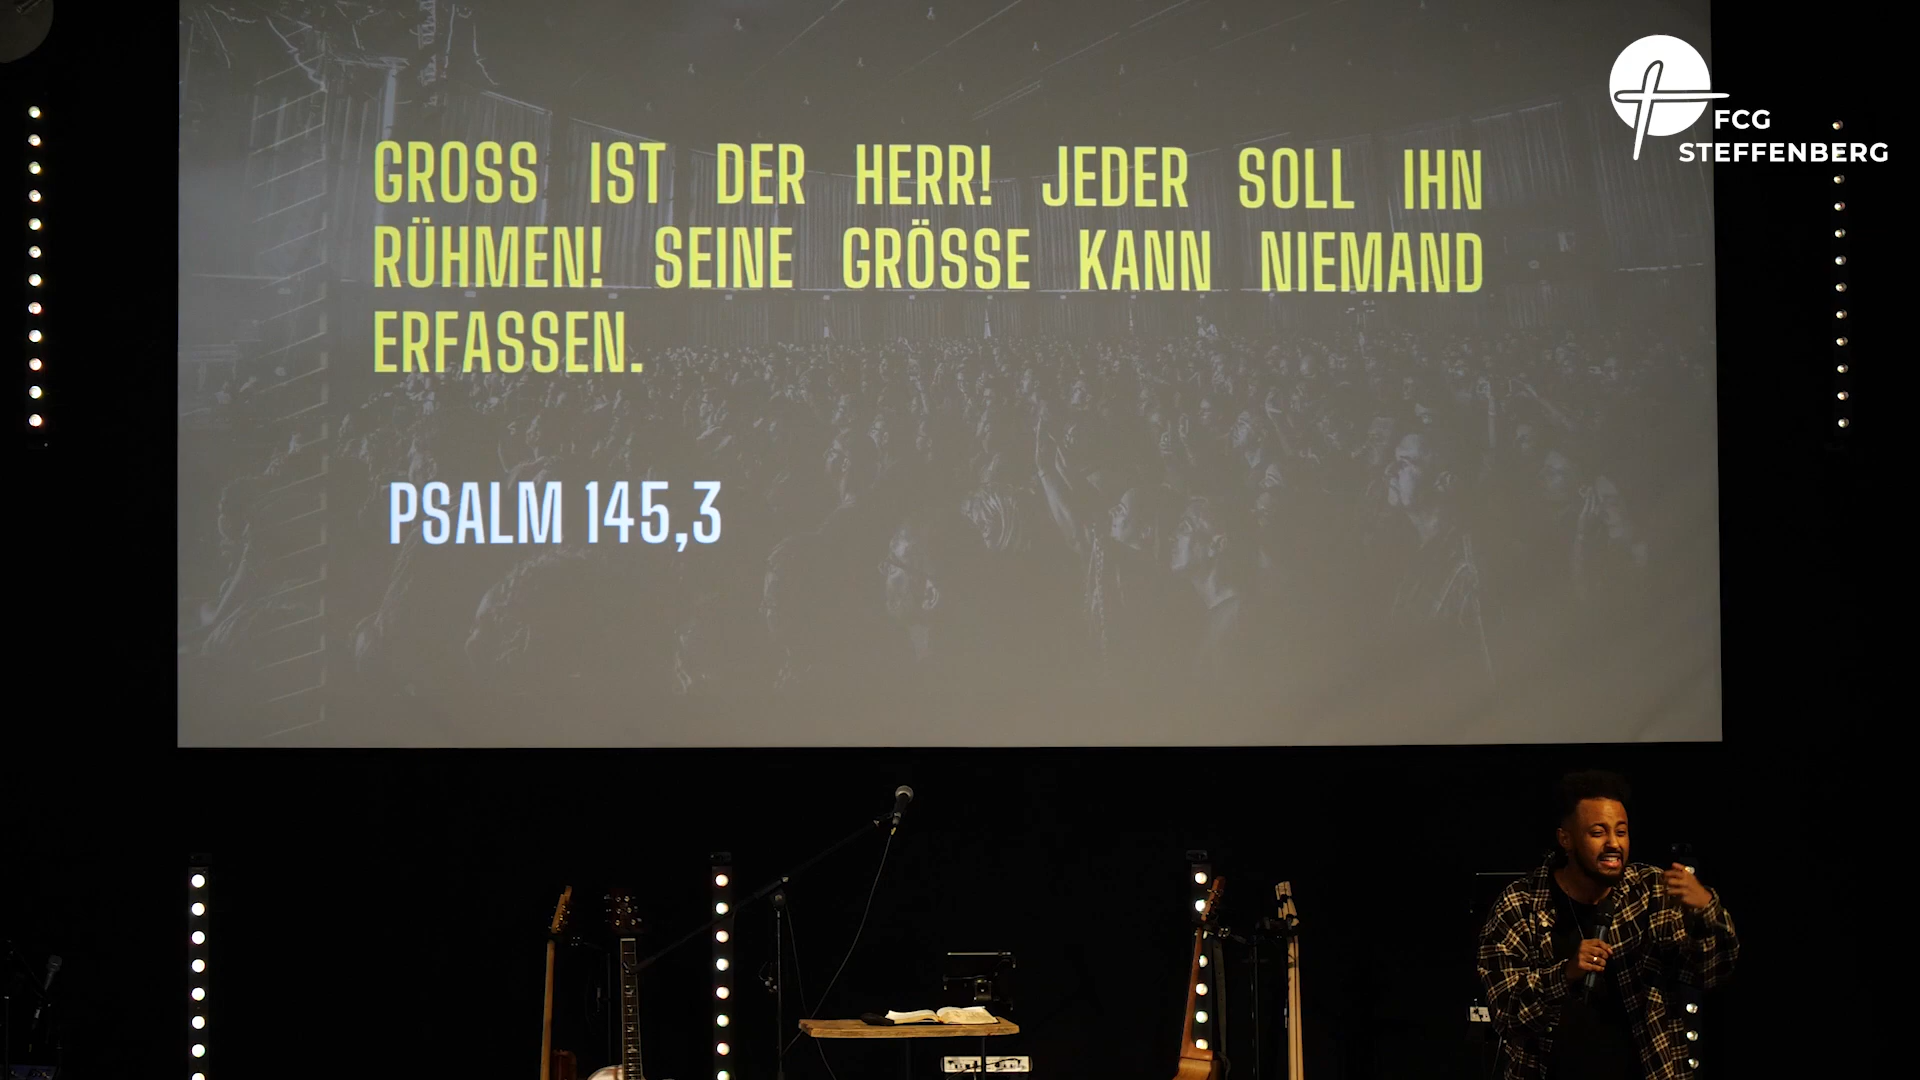 GROSS IST DER HERR! JEDER SOLL IHN
RÜHMEN! SEINE GRÖSSE KANN NIEMAND
ERFASSEN.
PSALM 145,3
FCG
STEFFENBERG